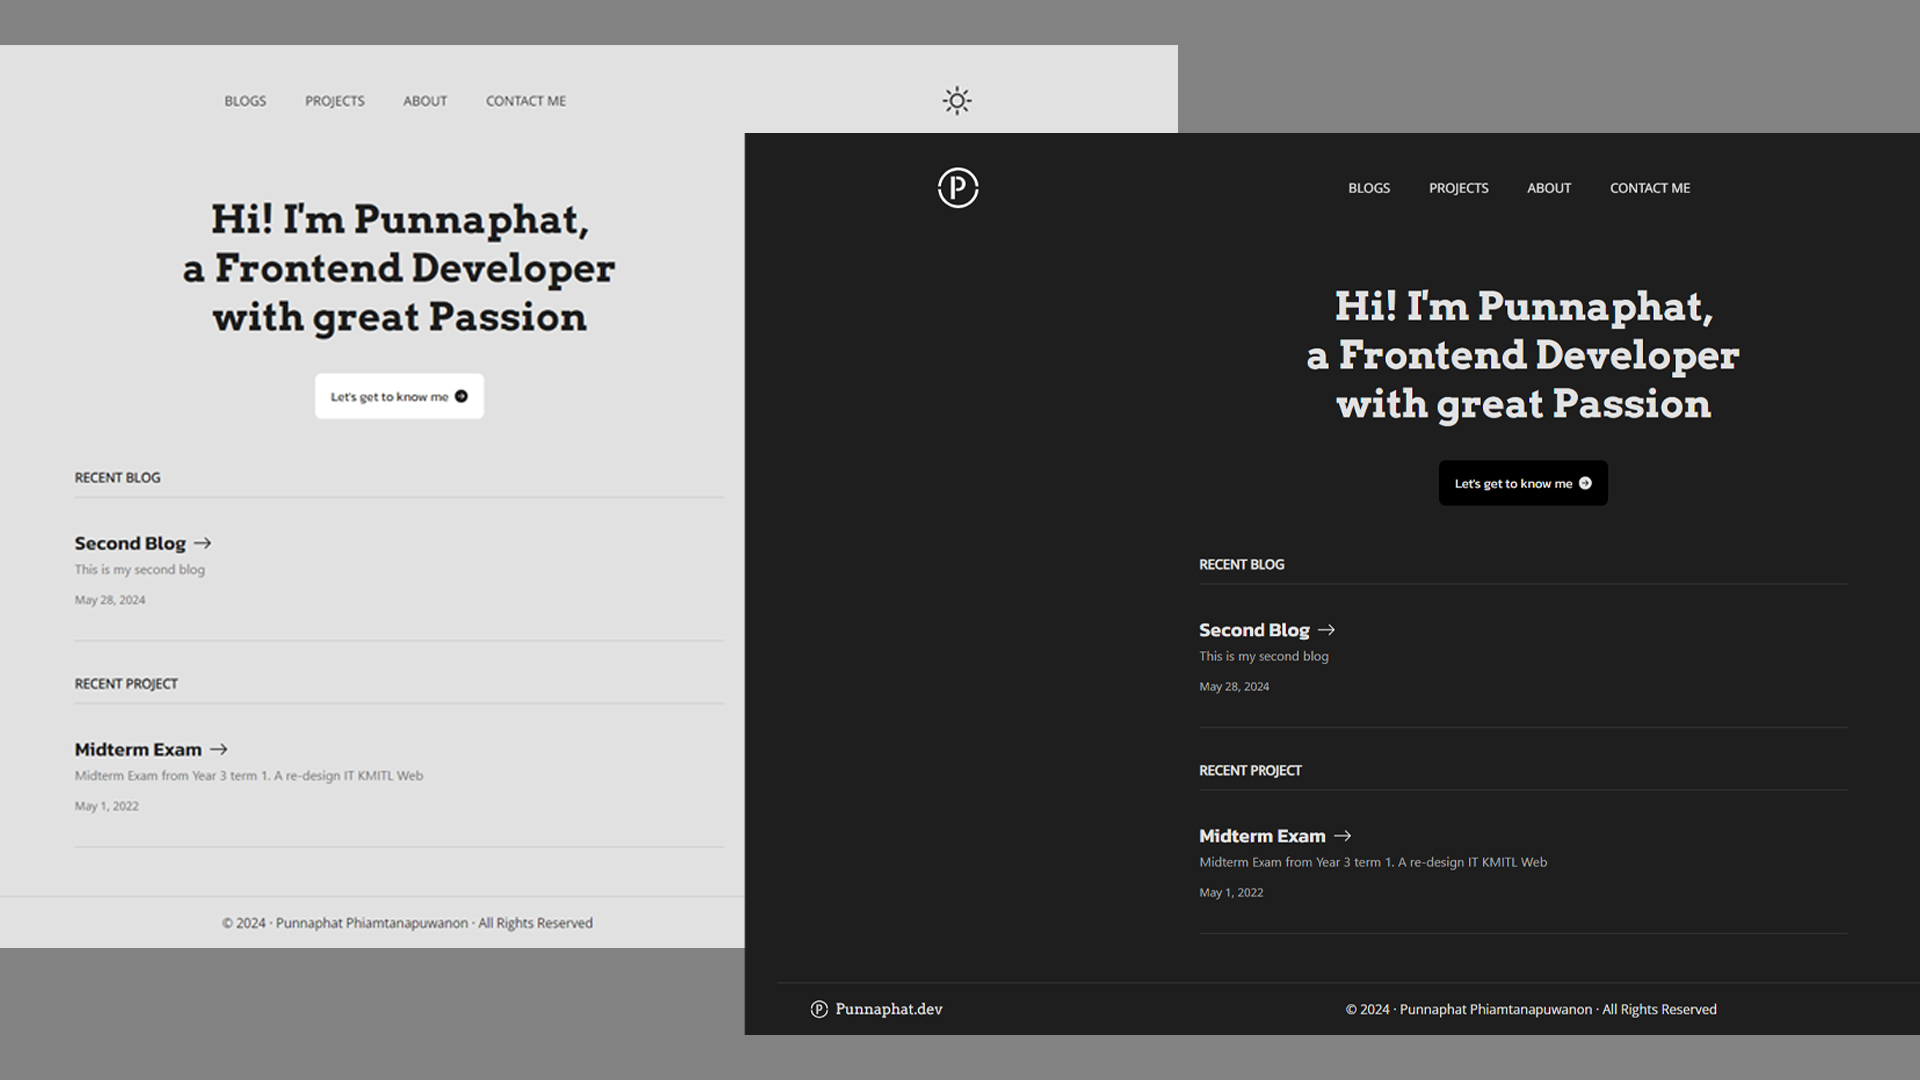 BLOGS PROJECTS ABOUT CONTACT ME
Hi! I'm Punnaphat,
a Frontend Developer
with great Passion
Let's get to know me
RECENT BLOG
Second Blog →
This is my second blog
May 28, 2024
RECENT PROJECT
Midterm Exam →
Midterm Exam from Year 3 term 1. A re-design IT KMITL Web
May 1, 2022
© 2024 · Punnaphat Phiamtanapuwanon · All Rights Reserved
P
BLOGS PROJECTS ABOUT CONTACT ME
Hi! I'm Punnaphat,
a Frontend Developer
with great Passion
Let's get to know me
RECENT BLOG
Second Blog →
This is my second blog
May 28, 2024
RECENT PROJECT
Midterm Exam →
Midterm Exam from Year 3 term 1. A re-design IT KMITL Web
May 1, 2022
P Punnaphat.dev
© 2024 · Punnaphat Phiamtanapuwanon · All Rights Reserved